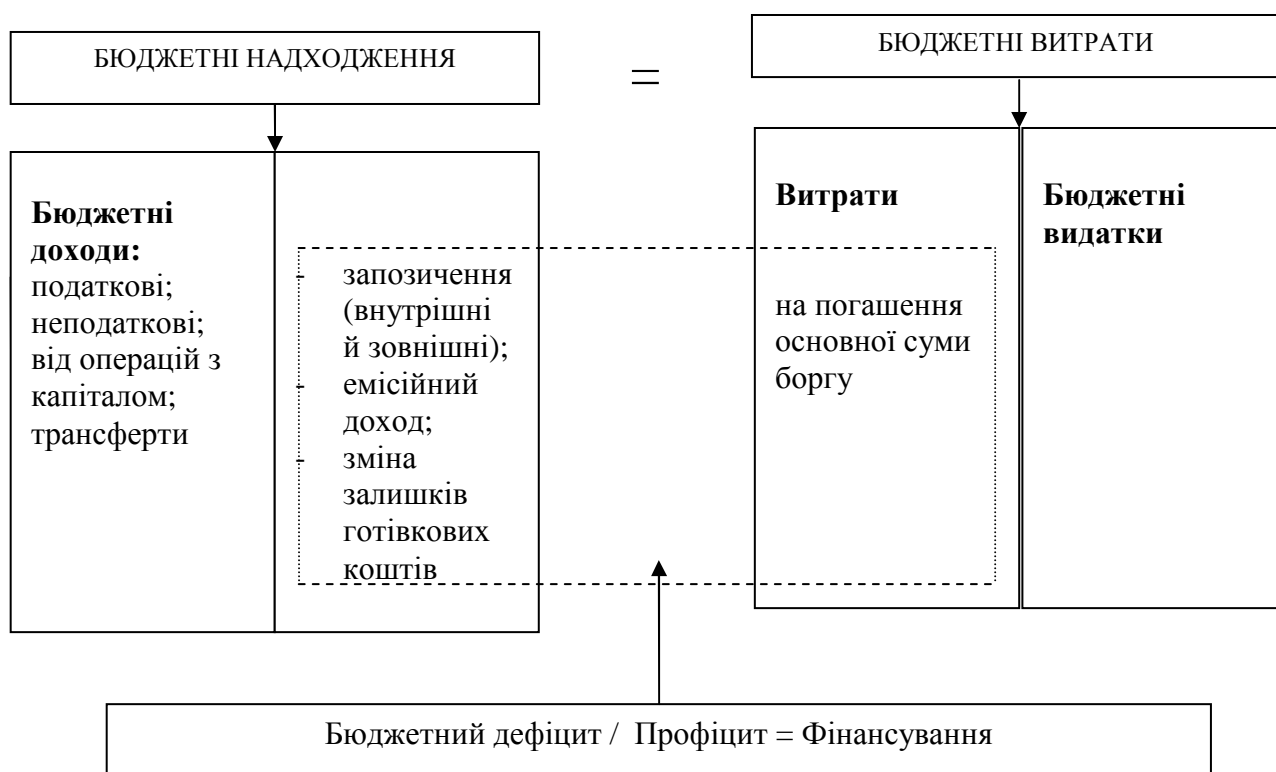 БЮДЖЕТНІ НАДХОДЖЕННЯ
=
БЮДЖЕТНІ ВИТРАТИ
Бюджетні
доходи:
податкові;
неподаткові;
від операцій з
капіталом;
трансферти
- запозичення
(внутрішні
й зовнішні);
- емісійний
доход;
- зміна
залишків
готівкових
коштів
Витрати
на погашення
основної суми
боргу
Бюджетні
видатки
Бюджетний дефіцит / Профіцит = Фінансування